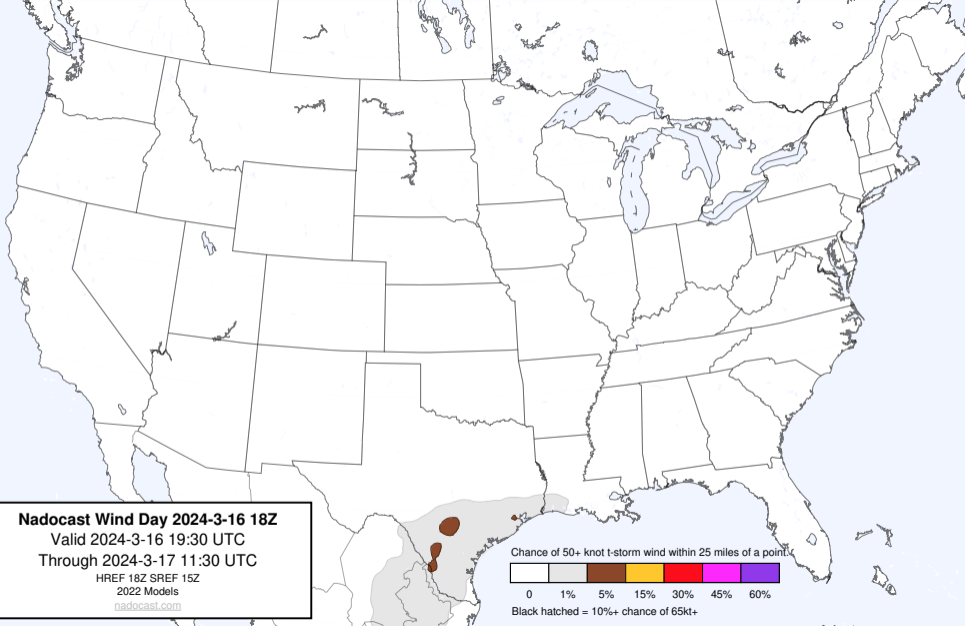 Nadocast Wind Day 2024-3-16 18Z
Valid 2024-3-16 19:30 UTC
Through 2024-3-17 11:30 UTC
HREF 18Z SREF 15Z
2022 Models
nadocast.com
Chance of 50+ knot t-storm wind within 25 miles of a point.
0 1% 5% 15% 30% 45% 60%
Black hatched = 10%+ chance of 65kt+